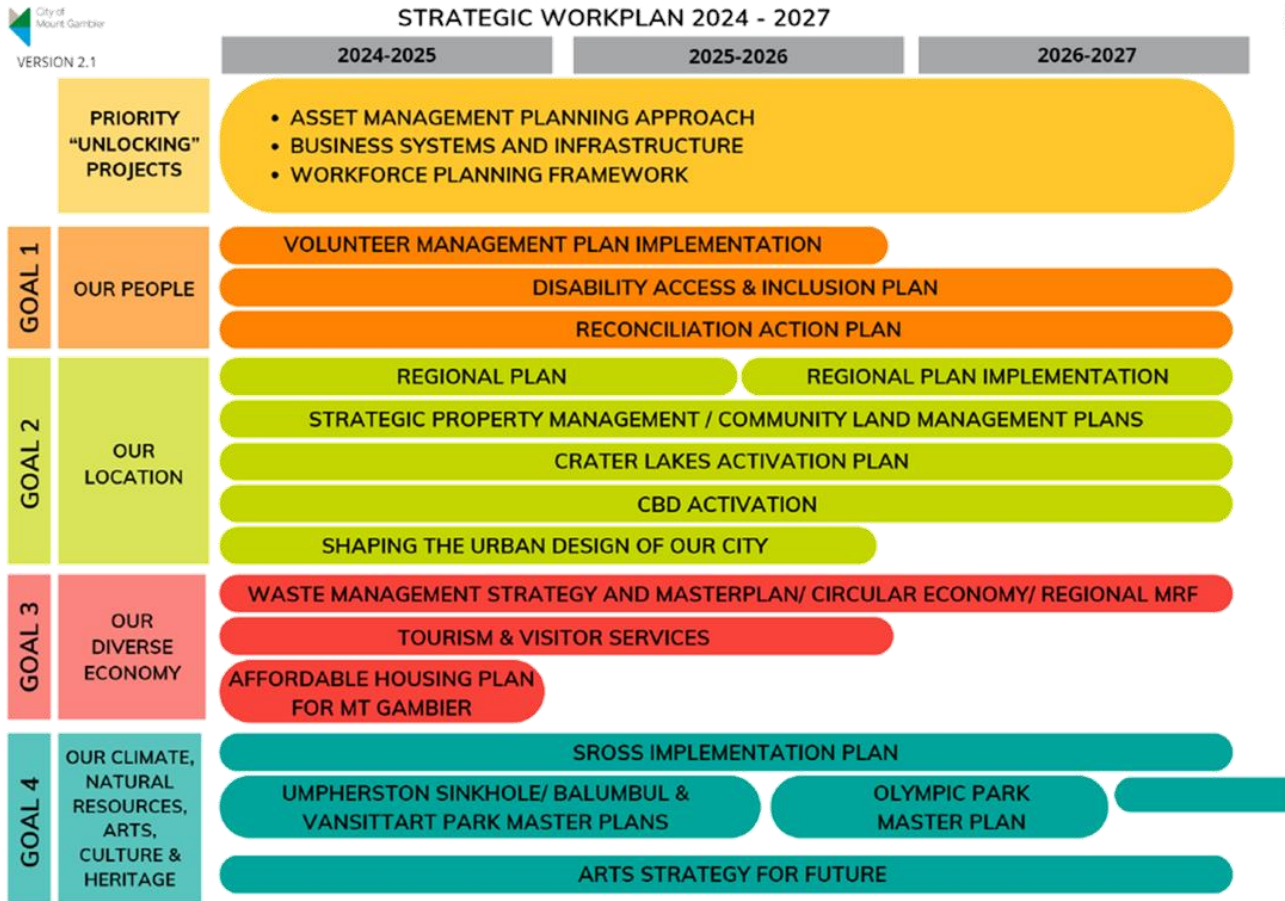 City of
Mount Gambier
VERSION 2.1
STRATEGIC WORKPLAN 2024 - 2027
2024-2025
2025-2026
2026-2027
PRIORITY
“UNLOCKING”
PROJECTS
• ASSET MANAGEMENT PLANNING APPROACH
• BUSINESS SYSTEMS AND INFRASTRUCTURE
• WORKFORCE PLANNING FRAMEWORK
GOAL 1
OUR PEOPLE
VOLUNTEER MANAGEMENT PLAN IMPLEMENTATION
DISABILITY ACCESS & INCLUSION PLAN
RECONCILIATION ACTION PLAN
GOAL 2
OUR
LOCATION
REGIONAL PLAN
REGIONAL PLAN IMPLEMENTATION
STRATEGIC PROPERTY MANAGEMENT / COMMUNITY LAND MANAGEMENT PLANS
CRATER LAKES ACTIVATION PLAN
CBD ACTIVATION
SHAPING THE URBAN DESIGN OF OUR CITY
GOAL 3
OUR
DIVERSE
ECONOMY
WASTE MANAGEMENT STRATEGY AND MASTERPLAN/ CIRCULAR ECONOMY/ REGIONAL MRF
TOURISM & VISITOR SERVICES
AFFORDABLE HOUSING PLAN
FOR MT GAMBIER
GOAL 4
OUR CLIMATE,
NATURAL
RESOURCES,
ARTS,
CULTURE &
HERITAGE
SROSS IMPLEMENTATION PLAN
UMPHERSTON SINKHOLE/ BALUMBUL &
VANSITTART PARK MASTER PLANS
OLYMPIC PARK
MASTER PLAN
ARTS STRATEGY FOR FUTURE